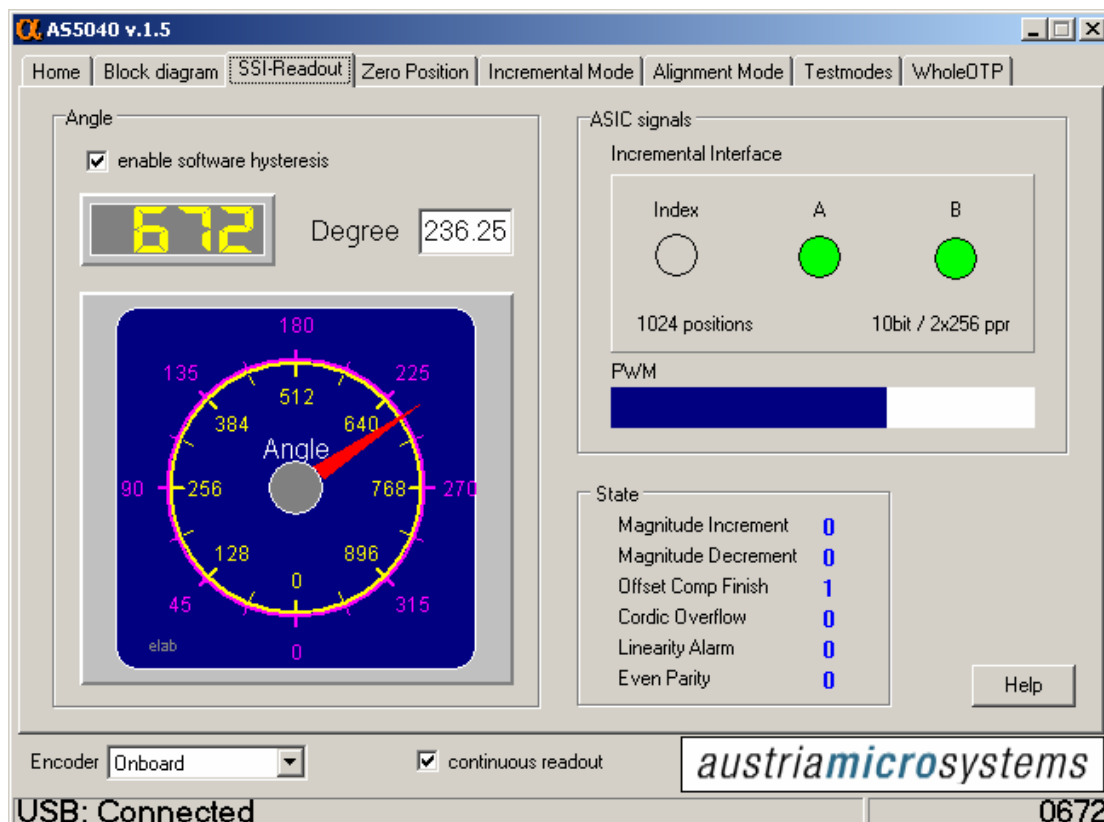 AS5040 v.1.5
Home Block diagram SSI-Readout Zero Position Incremental Mode Alignment Mode Testmodes WholeOTP
Angle
enable software hysteresis
672
Degree 236.25
180
135 225
512
384 640
Angle
90 256 768 270
128 896
0
45 315
elab
0
ASIC signals
Incremental Interface
Index A B
1024 positions 10bit / 2x256 ppr
PWM
State
Magnitude Increment 0
Magnitude Decrement 0
Offset Comp Finish 1
Cordic Overflow 0
Linearity Alarm 0
Even Parity 0
Help
Encoder Onboard continuous readout austriamicrosystems
USB: Connected 0672